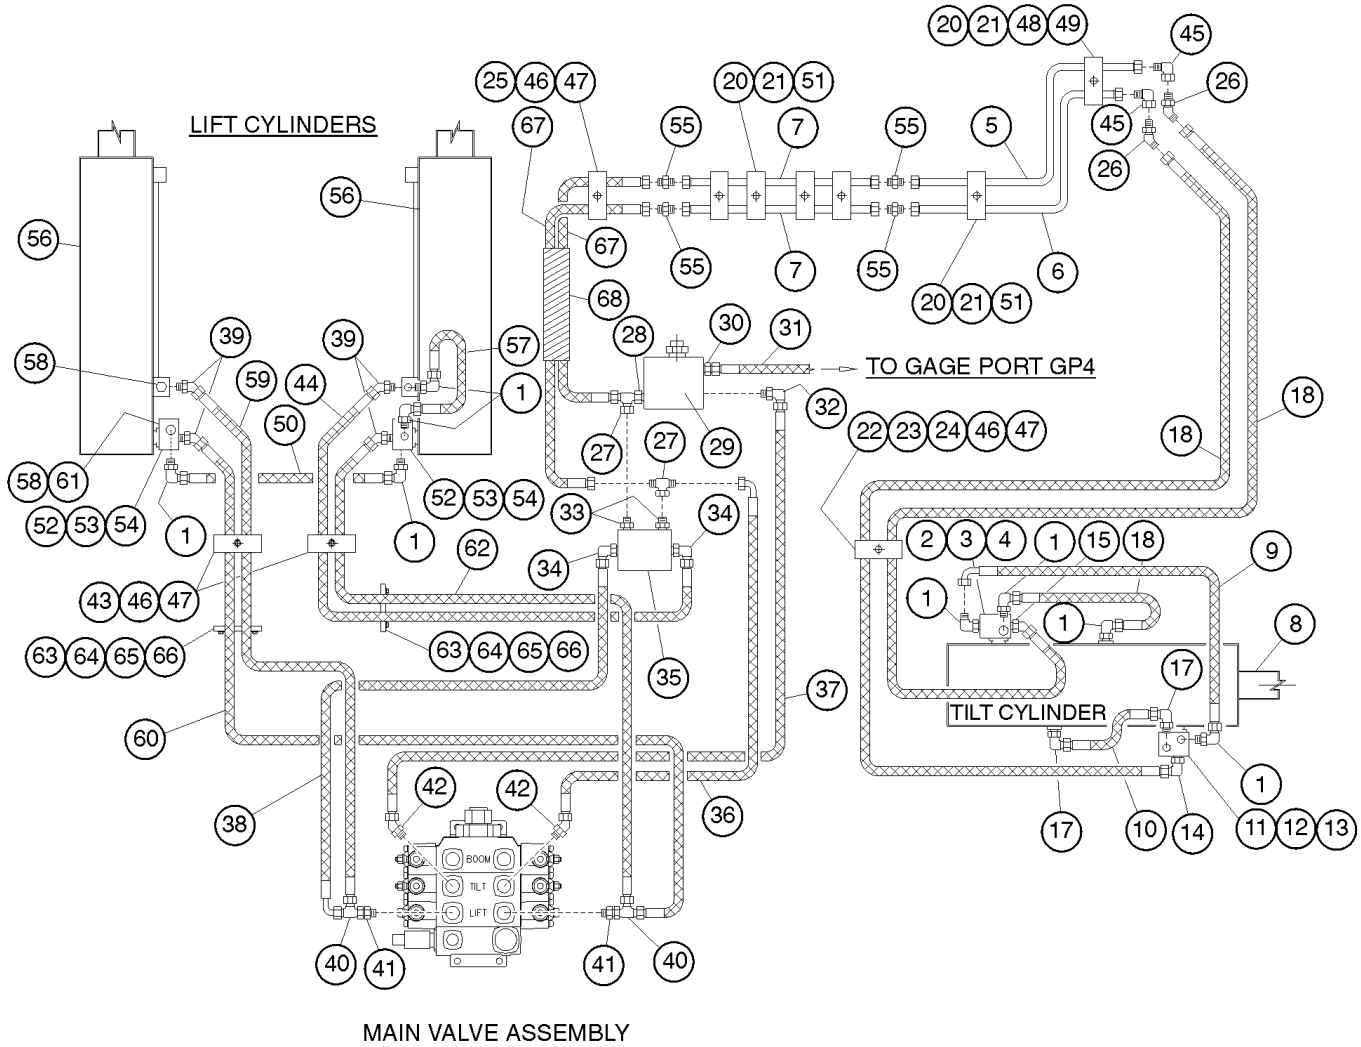 20 21 48 49 45
25 46 47 20 21 51 26
LIFT CYLINDERS
67 55 7 55 5 45
26
56 56
67 55 7 55 6
68 20 21 51
28 30 31
TO GAGE PORT GP4
39 39 57
58 59 44 1 32 18
50 27 29 22 23 24 46 47 18
27
58 61
52 53 54 52 53 54 33 34
1 1 62 34 2 3 4 1 15 18 9
43 46 47 1 1 8
63 64 65 66 63 64 65 66 35 17
37
TILT CYLINDER
60
42 42 1
38 36 17 10 14 11 12 13
BOOM
TILT
LIFT
40 41 41 40
MAIN VALVE ASSEMBLY